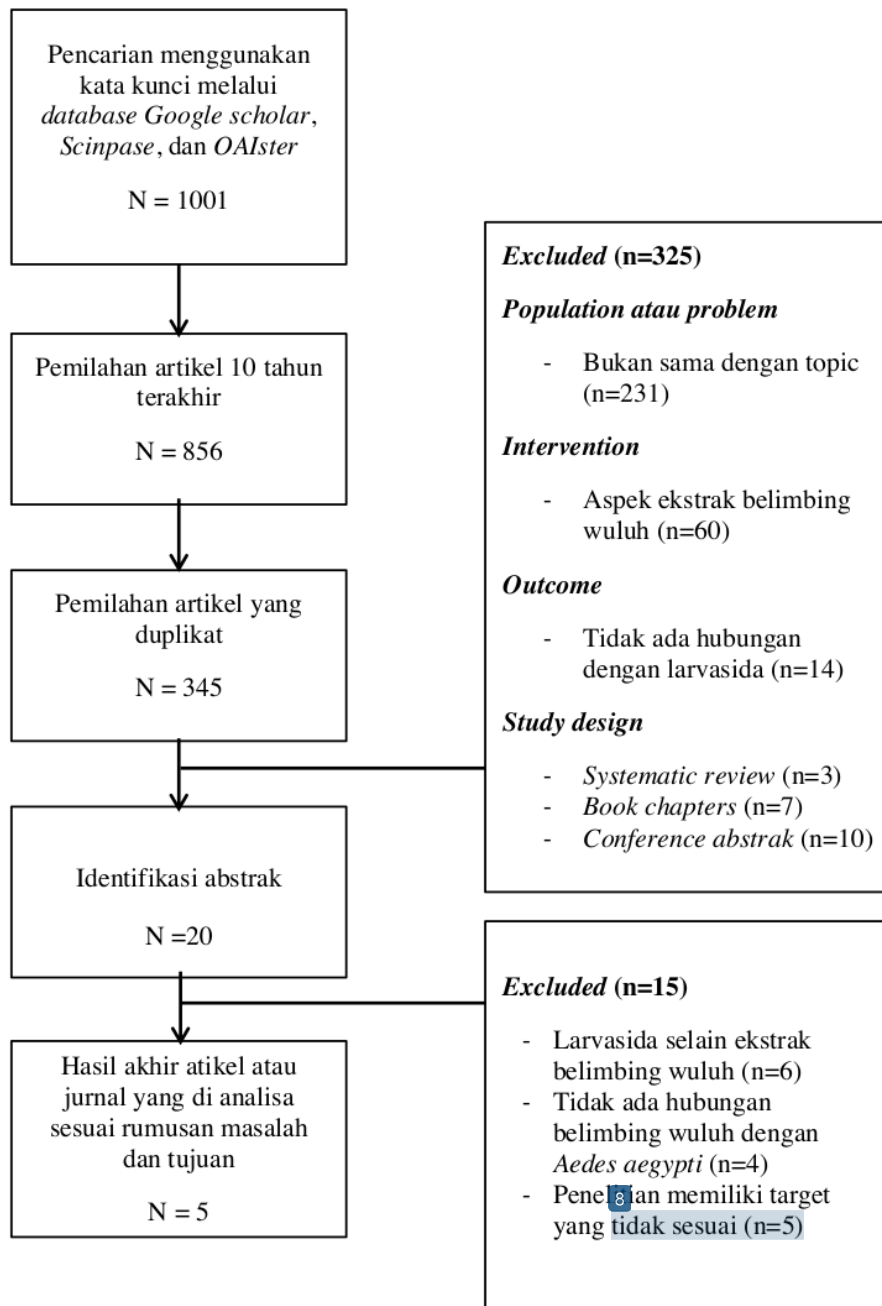 Pencarian menggunakan
kata kunci melalui
database Google scholar,
Scinpase, dan OAIster
N = 1001
Pemilahan artikel 10 tahun
terakhir
N = 856
Pemilahan artikel yang
duplikat
N = 345
Excluded (n=325)
Population atau problem
- Bukan sama dengan topic
(n=231)
Intervention
- Aspek ekstrak belimbing
wuluh (n=60)
Outcome
- Tidak ada hubungan
dengan larvasida (n=14)
Study design
- Systematic review (n=3)
- Book chapters (n=7)
- Conference abstrak (n=10)
Identifikasi abstrak
N =20
Excluded (n=15)
- Larvasida selain ekstrak
belimbing wuluh (n=6)
- Tidak ada hubungan
belimbing wuluh dengan
Aedes aegypti (n=4)
- memiliki target
8
yang tidak sesuai (n=5)
Hasil akhir atikel atau
jurnal yang di analisa
sesuai rumusan masalah
dan tujuan
N = 5